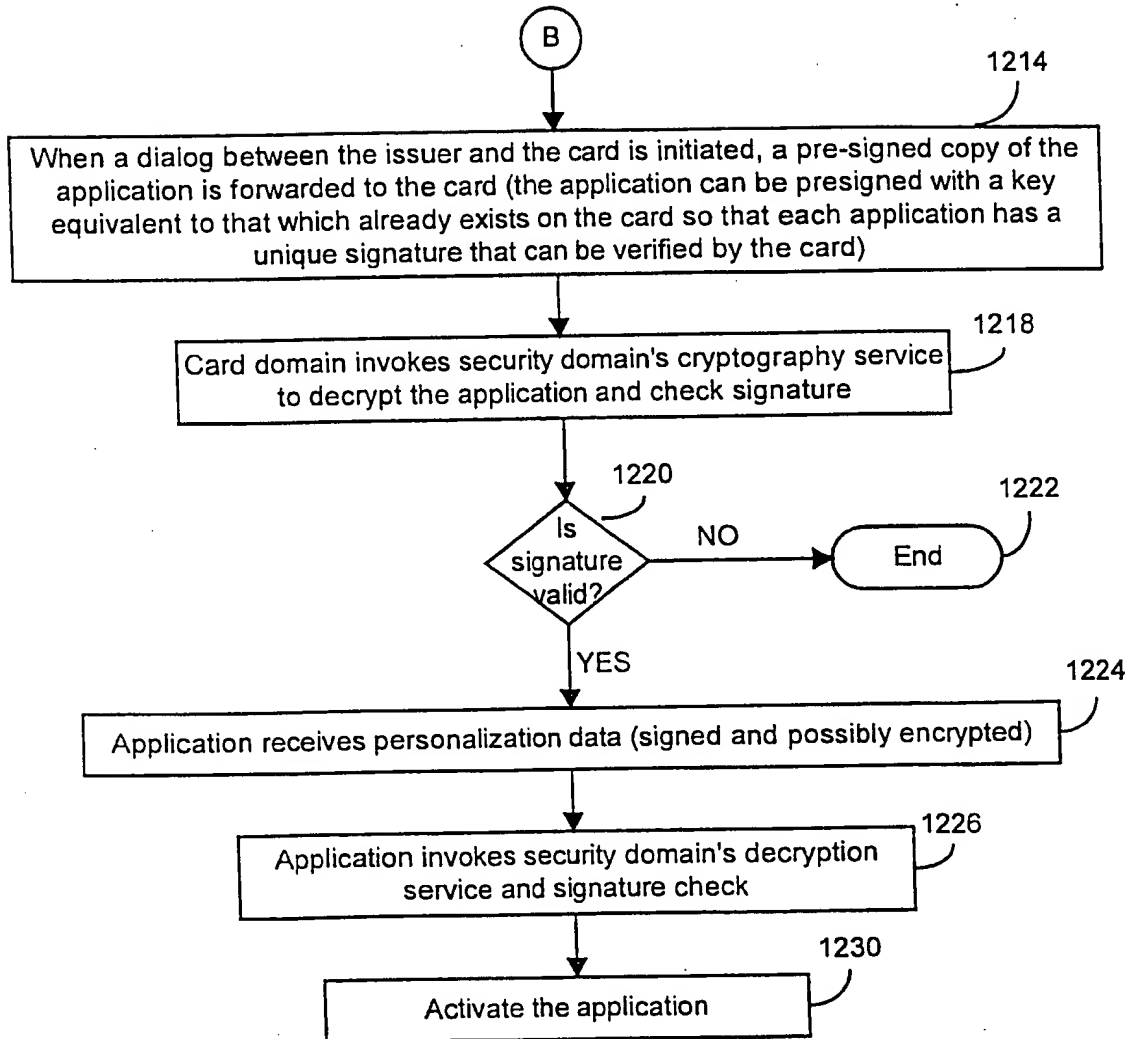 B
1214
When a dialog between the issuer and the card is initiated, a pre-signed copy of the
application is forwarded to the card (the application can be presigned with a key
equivalent to that which already exists on the card so that each application has a
unique signature that can be verified by the card)
1218
Card domain invokes security domain's cryptography service
to decrypt the application and check signature
1220
Is
signature
valid?
NO
1222
End
YES
1224
Application receives personalization data (signed and possibly encrypted)
1226
Application invokes security domain's decryption
service and signature check
1230
Activate the application